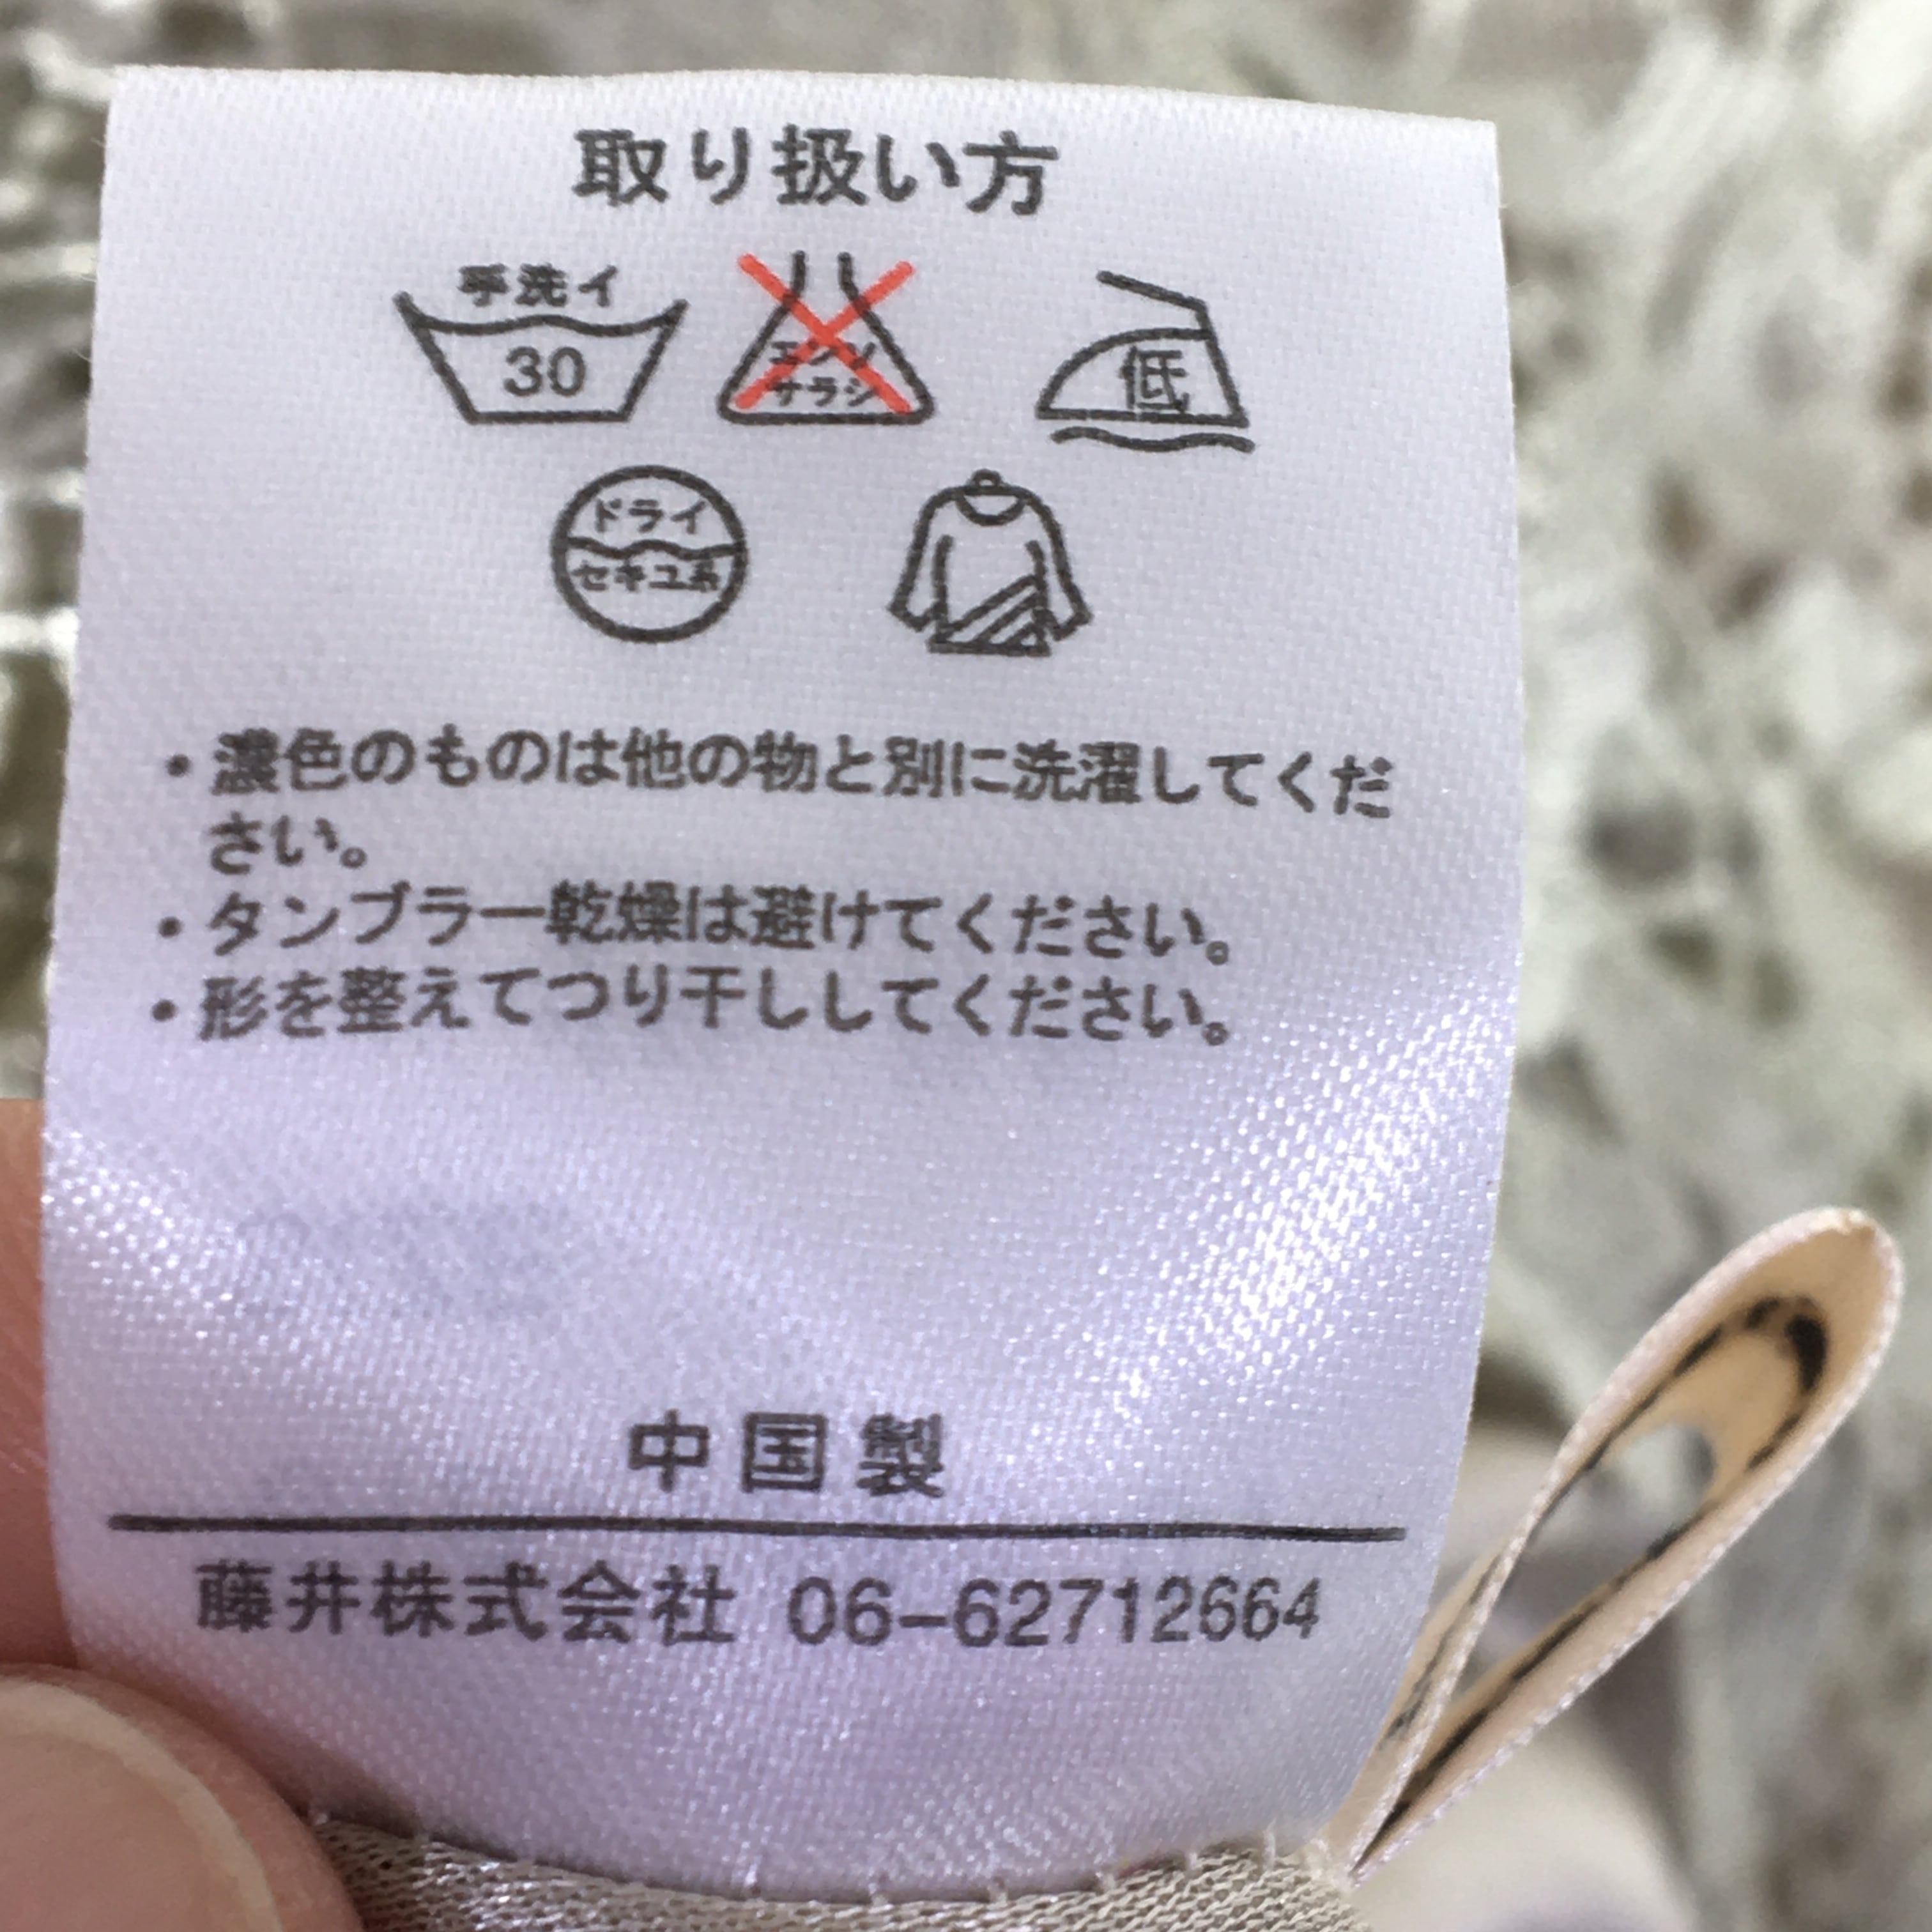 取り扱い方
手洗イ
30
エンソ
サラシ
低
ドライ
セキユ系
・濃色のものは他の物と別に洗濯してくだ
さい。
・タンブラー乾燥は避けてください。
・形を整えてつり干ししてください。
中国製
藤井株式会社 06-62712664